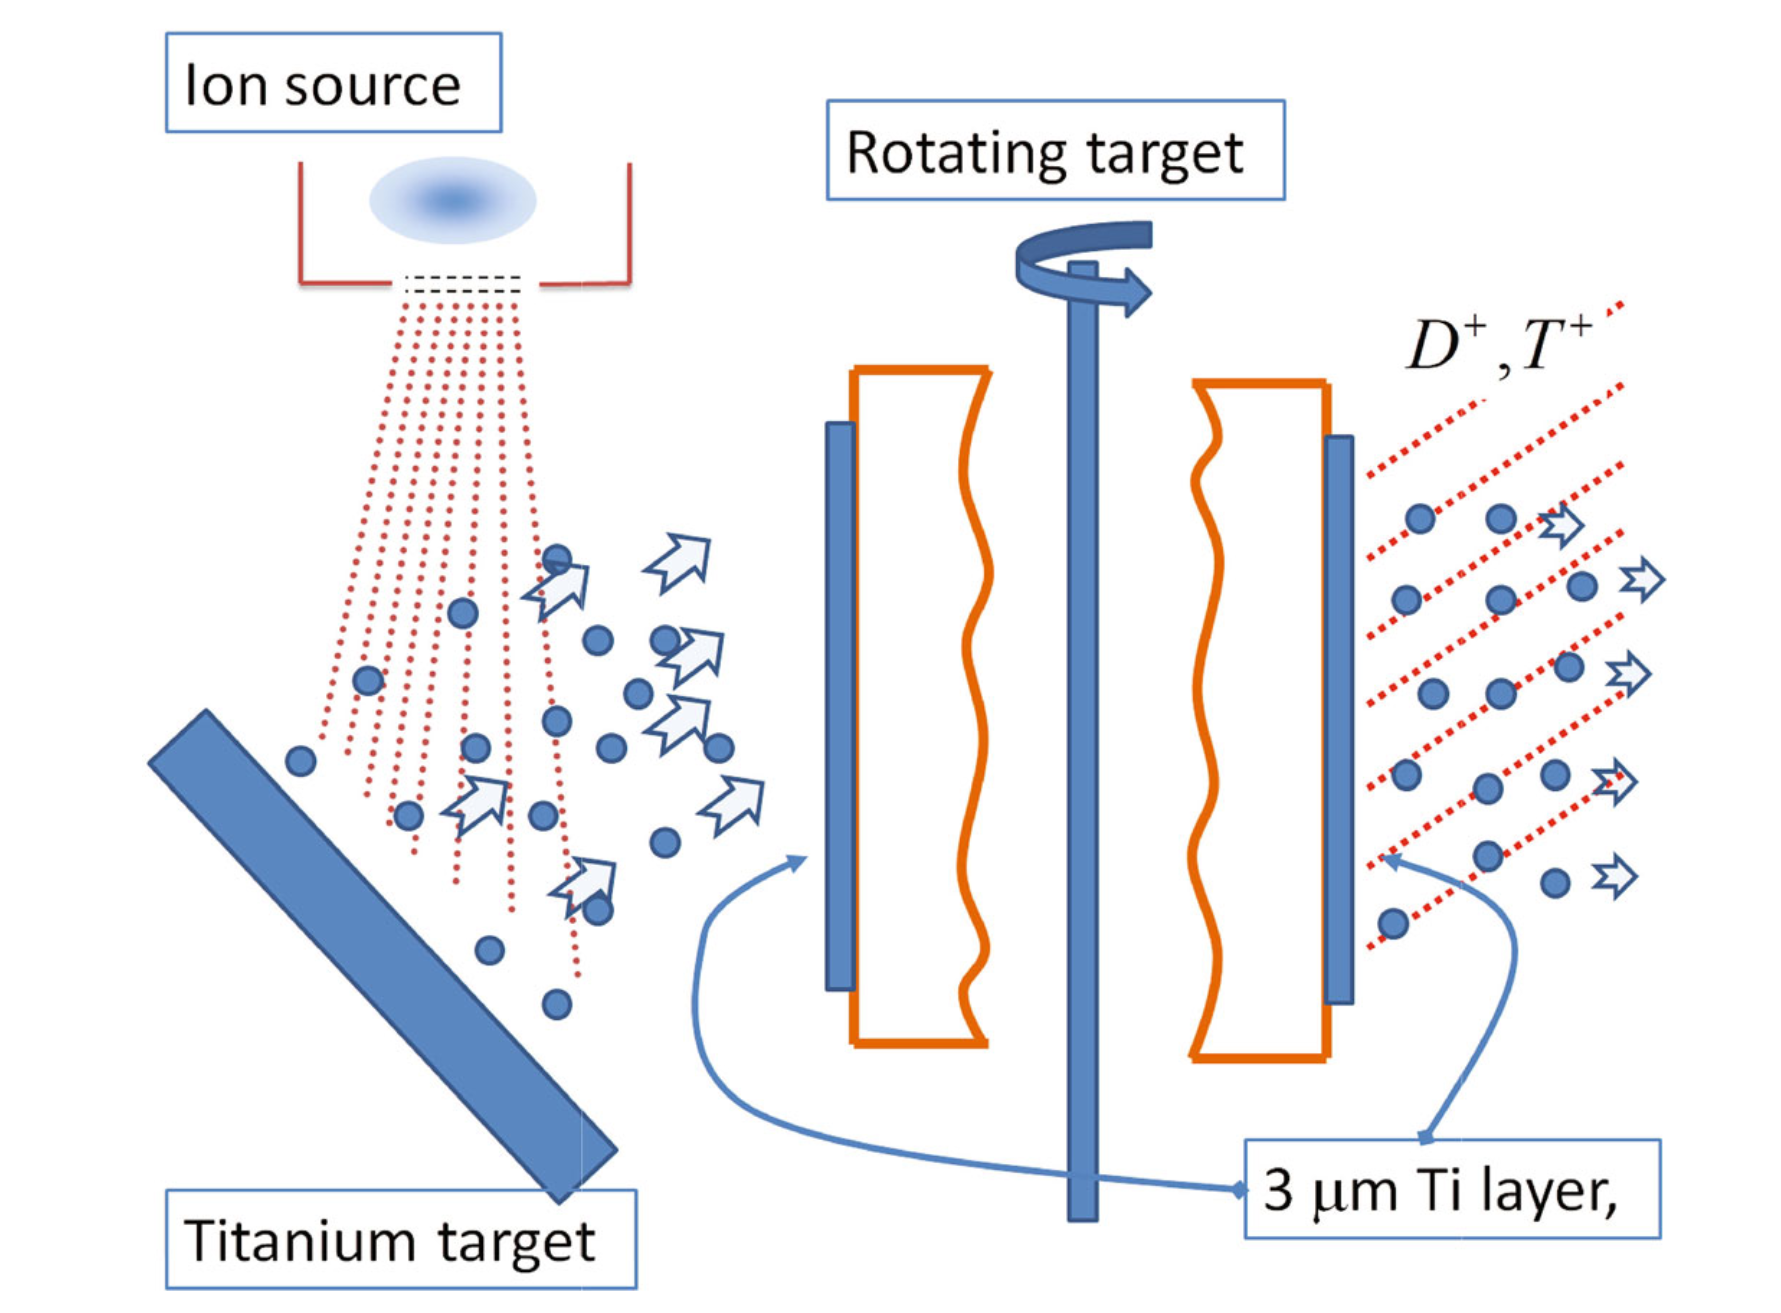 Ion source
Rotating target
D⁺, T⁺
3 μm Ti layer,
Titanium target